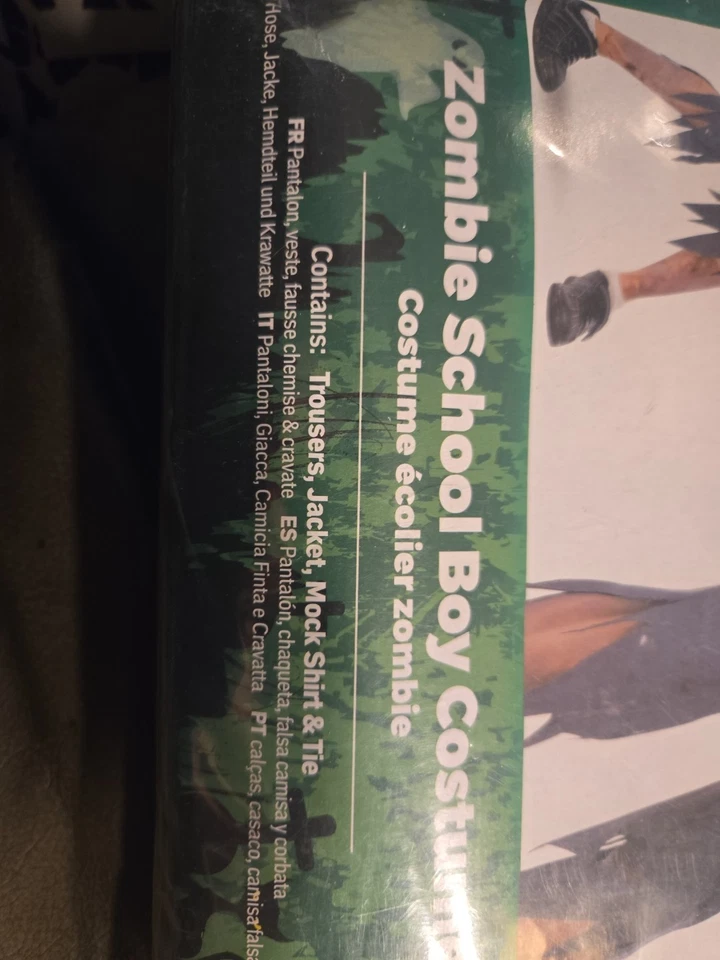 Zombie School Boy Costume
Costume écolier zombie
Contains: Trousers, Jacket, Mock Shirt & Tie
FR Pantalon, veste, fausse chemise & cravate ES Pantalón, chaqueta, falsa camisa y corbata
Hose, Jacke, Hemdteil und Krawatte IT Pantaloni, Giacca, Camicia Finta e Cravatta PT calças, casaco, camisa falsa